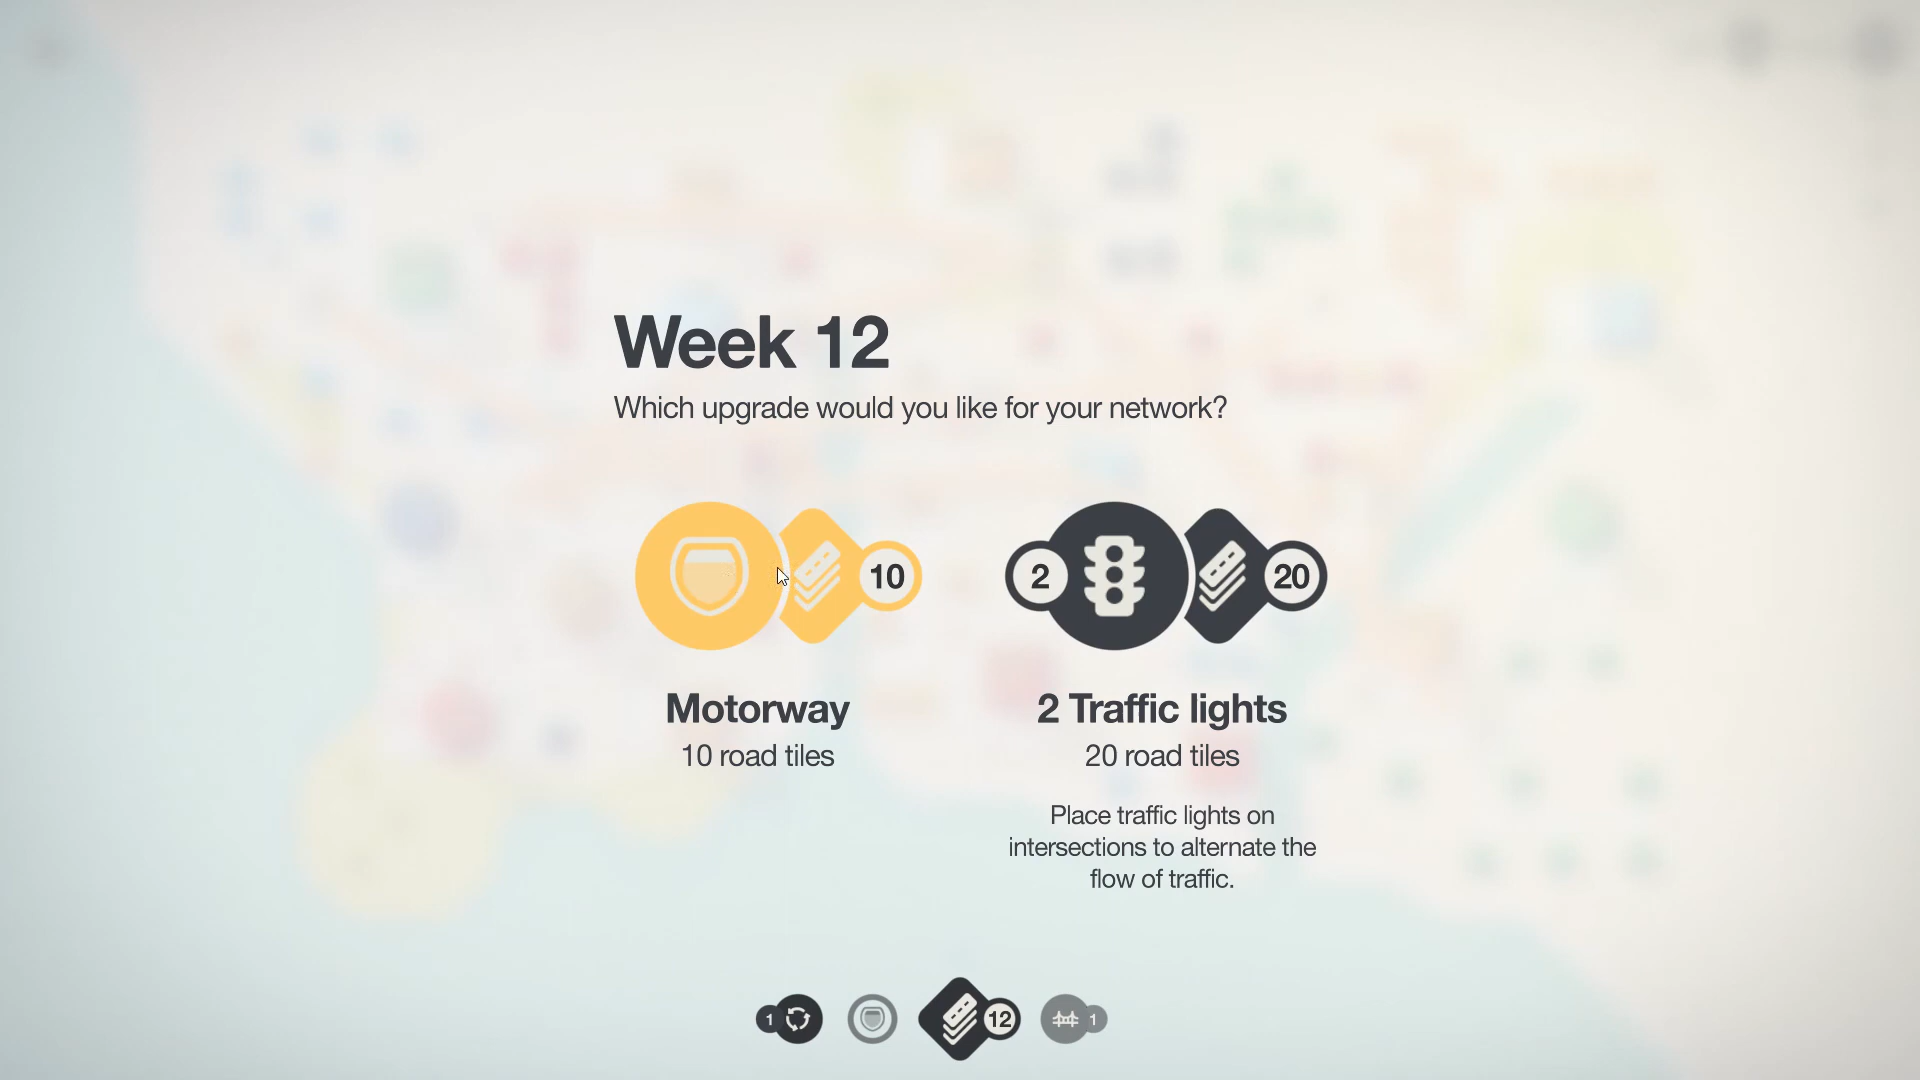 Week 12
Which upgrade would you like for your network?
10
2
20
Motorway
10 road tiles
2 Traffic lights
20 road tiles
Place traffic lights on
intersections to alternate the
flow of traffic.
1
12
1